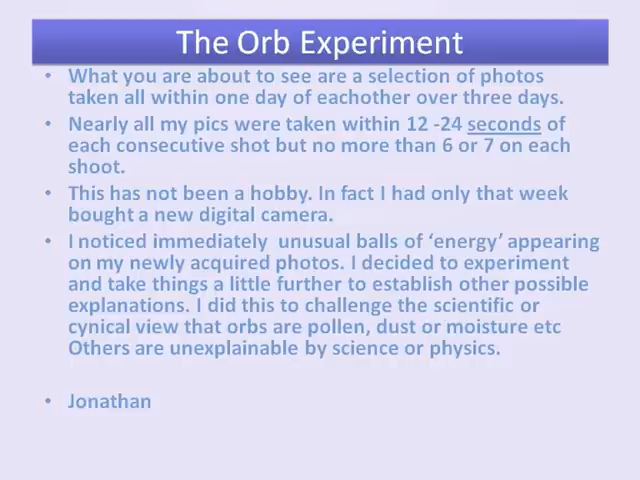 The Orb Experiment
• What you are about to see are a selection of photos
taken all within one day of eachother over three days.
• Nearly all my pics were taken within 12 -24 seconds of
each consecutive shot but no more than 6 or 7 on each
shoot.
• This has not been a hobby. In fact I had only that week
bought a new digital camera.
• I noticed immediately  unusual balls of ‘energy’ appearing
on my newly acquired photos. I decided to experiment
and take things a little further to establish other possible
explanations. I did this to challenge the scientific or
cynical view that orbs are pollen, dust or moisture etc
Others are unexplainable by science or physics.
• Jonathan